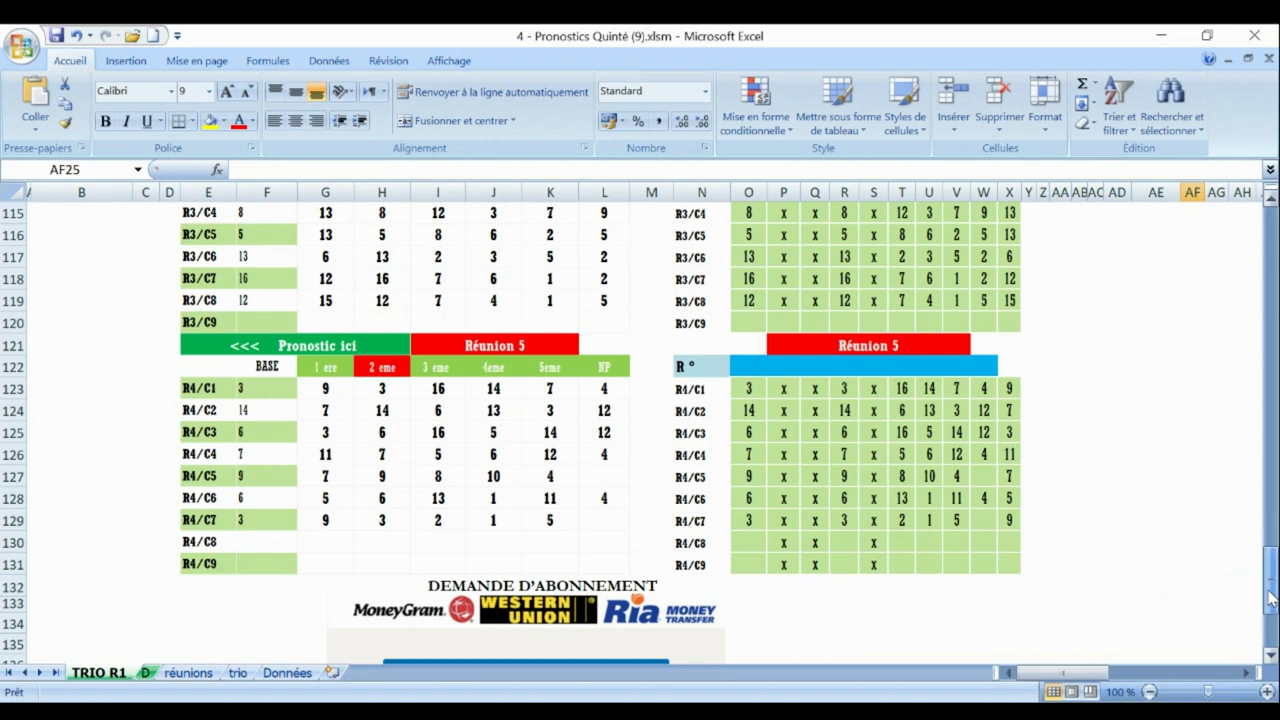 4 - Pronostics Quinté (9).xlsm - Microsoft Excel
Accueil Insertion Mise en page Formules Données Révision Affichage
Coller Calibri 9 Renvoyer à la ligne automatiquement Standard Mise en forme conditionnelle Mettre sous forme de tableau Styles de cellules Insérer Supprimer Format Trier et filtrer Rechercher et sélectionner
B I U A Fusionner et centrer % ,
Presse-papiers Police Alignement Nombre Style Cellules Édition
AF25 fx
A B C D E F G H I J K L M N O P Q R S T U V W X Y Z AA AB AC AD AE AF AG AH
115 R3/C4 8 13 8 12 3 7 9 R3/C4 8 x x 8 x 12 3 7 9 13
116 R3/C5 5 13 5 8 6 2 5 R3/C5 5 x x 5 x 8 6 2 5 13
117 R3/C6 13 6 13 2 3 5 2 R3/C6 13 x x 13 x 2 3 5 2 6
118 R3/C7 16 12 16 7 6 1 2 R3/C7 16 x x 16 x 7 6 1 2 12
119 R3/C8 12 15 12 7 4 1 5 R3/C8 12 x x 12 x 7 4 1 5 15
120 R3/C9 R3/C9
121 <<< Pronostic ici Réunion 5 Réunion 5
122 BASE 1 ere 2 eme 3 eme 4eme 5eme NP R °
123 R4/C1 3 9 3 16 14 7 4 R4/C1 3 x x 3 x 16 14 7 4 9
124 R4/C2 14 7 14 6 13 3 12 R4/C2 14 x x 14 x 6 13 3 12 7
125 R4/C3 6 3 6 16 5 14 12 R4/C3 6 x x 6 x 16 5 14 12 3
126 R4/C4 7 11 7 5 6 12 4 R4/C4 7 x x 7 x 5 6 12 4 11
127 R4/C5 9 7 9 8 10 4 R4/C5 9 x x 9 x 8 10 4 7
128 R4/C6 6 5 6 13 1 11 4 R4/C6 6 x x 6 x 13 1 11 4 5
129 R4/C7 3 9 3 2 1 5 R4/C7 3 x x 3 x 2 1 5 9
130 R4/C8 R4/C8 x x x
131 R4/C9 R4/C9 x x x
132 DEMANDE D'ABONNEMENT
133 MoneyGram WESTERN UNION Ria MONEY TRANSFER
134
135
TRIO R1 D réunions trio Données
Prêt 100 %